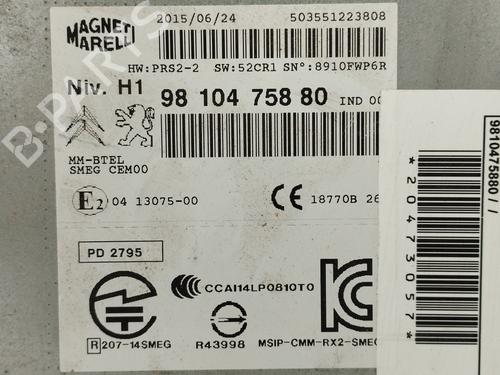 MAGNETI
MARELLI
2015/06/24 503551223808
HW:PRS2-2 SW:52CR1 SN°:8910FWP6R
Niv. H1
98 104 758 80 IND 00
MM-BTEL
SMEG CEM00
E2 04 13075-00
CE 18770B 26
PD 2795
CCAI14LP0810T0
R 207-14SMEG
R43998
MSIP-CMM-RX2-SMEG
9810475880 / /
*20473057*
B-PARTS